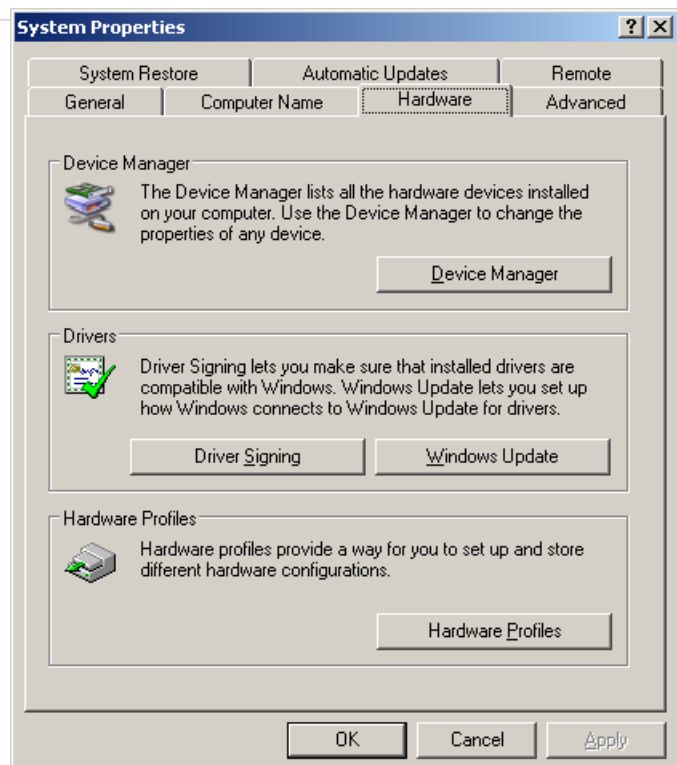 System Properties
System Restore Automatic Updates Remote
General Computer Name Hardware Advanced
Device Manager
The Device Manager lists all the hardware devices installed
on your computer. Use the Device Manager to change the
properties of any device.
Device Manager
Drivers
Driver Signing lets you make sure that installed drivers are
compatible with Windows. Windows Update lets you set up
how Windows connects to Windows Update for drivers.
Driver Signing Windows Update
Hardware Profiles
Hardware profiles provide a way for you to set up and store
different hardware configurations.
Hardware Profiles
OK Cancel Apply